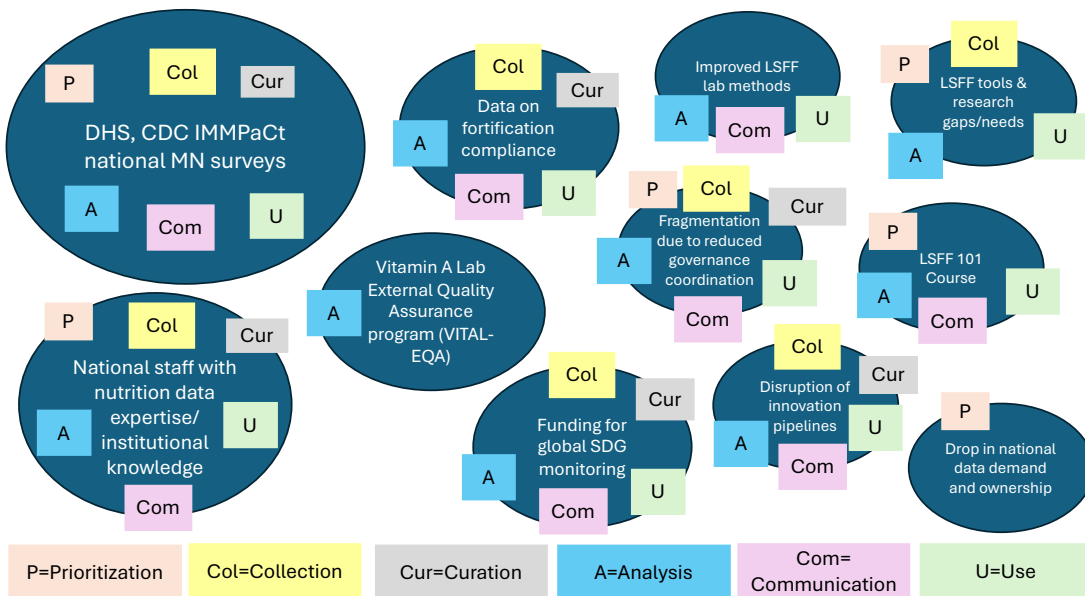 P
Col
Cur
DHS, CDC IMMPaCt
national MN surveys
A
Com
U
Col
Cur
Data on
fortification
compliance
A
Com
U
Improved LSFF
lab methods
A
Com
U
Col
P
LSFF tools &
research
gaps/needs
A
U
P
Col
Cur
Fragmentation
due to reduced
governance
coordination
A
U
Com
P
LSFF 101
Course
A
Com
U
Vitamin A Lab
External Quality
Assurance
program (VITAL-
EQA)
A
P
Col
Cur
National staff with
nutrition data
expertise/
institutional
knowledge
A
U
Com
Col
Cur
Funding for
global SDG
monitoring
A
Com
U
Col
Cur
Disruption of
innovation
pipelines
A
U
Com
P
Drop in national
data demand
and ownership
P=Prioritization
Col=Collection
Cur=Curation
A=Analysis
Com=
Communication
U=Use